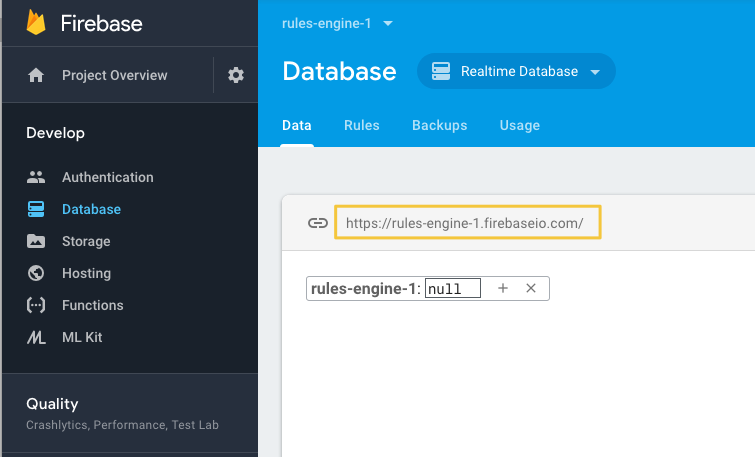 Firebase
Project Overview
Develop
Authentication
Database
Storage
Hosting
Functions
ML Kit
Quality
Crashlytics, Performance, Test Lab
rules-engine-1
Database
Realtime Database
Data Rules Backups Usage
https://rules-engine-1.firebaseio.com/
rules-engine-1: null